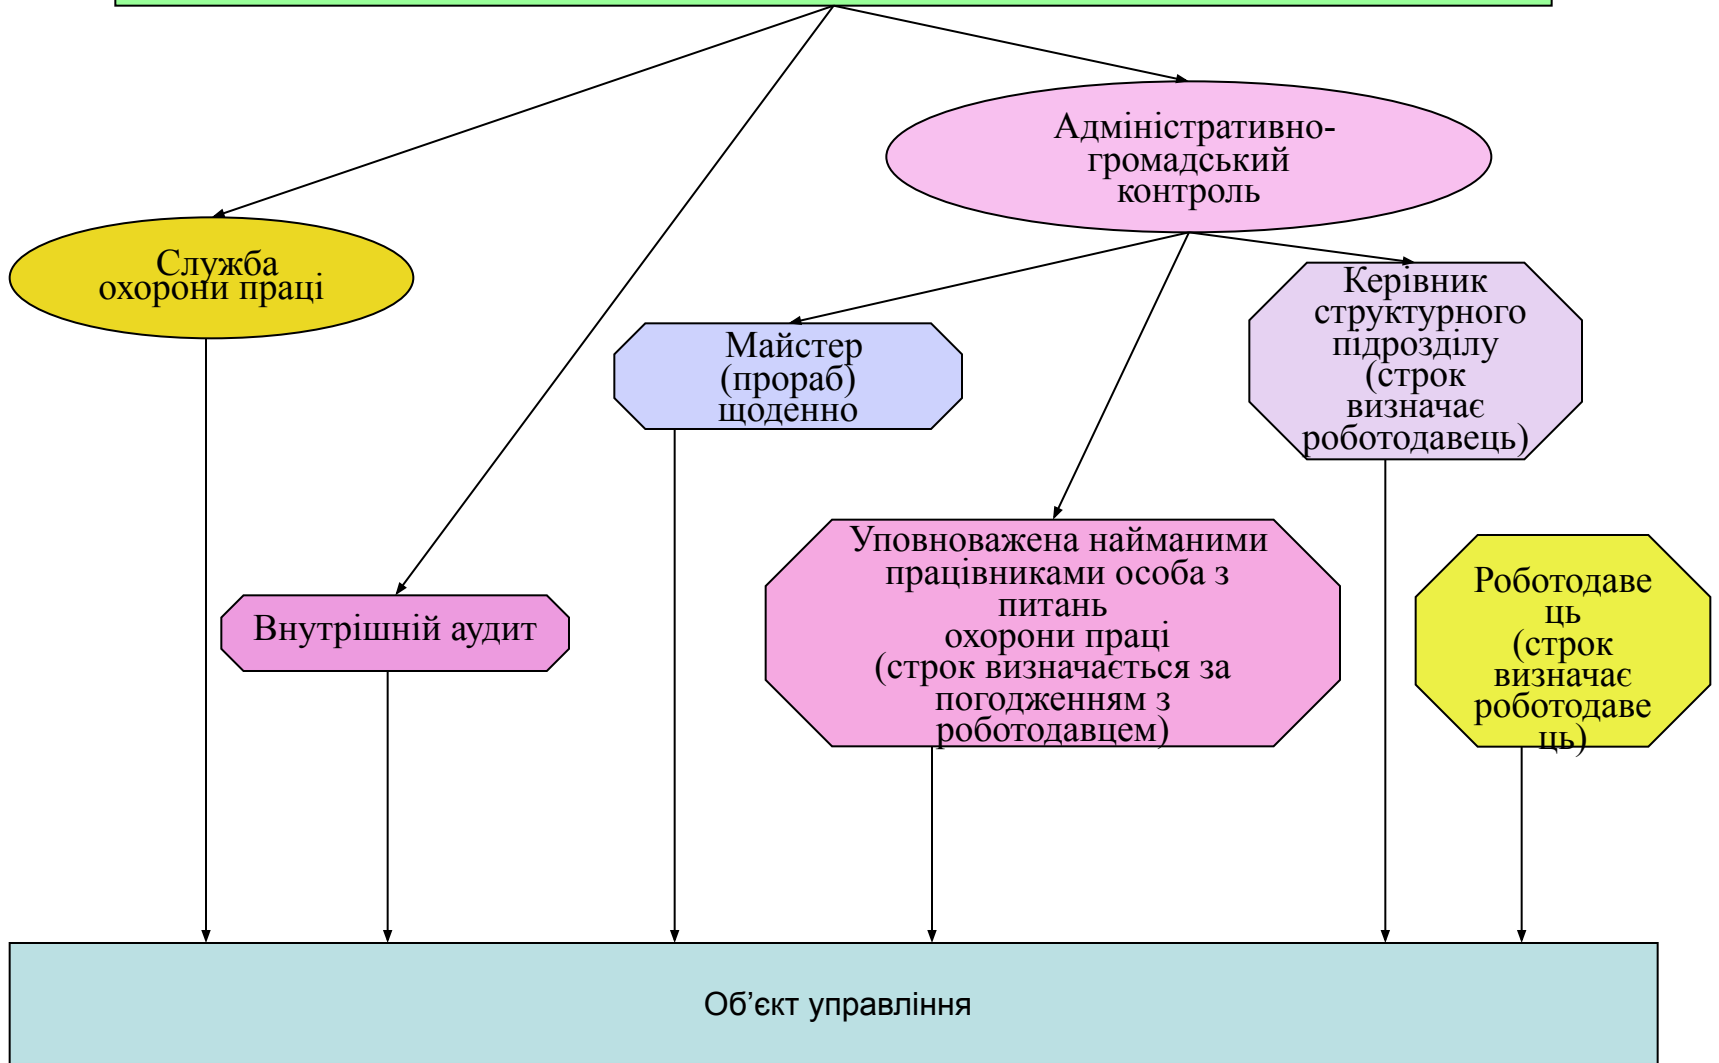 Адміністративно-
громадський
контроль
Служба
охорони праці
Керівник
структурного
підрозділу
(строк
визначає
роботодавець)
Майстер
(прораб)
щоденно
Уповноважена найманими
працівниками особа з
питань
охорони праці
(строк визначається за
погодженням з
роботодавцем)
Роботодаве
ць
(строк
визначає
роботодаве
ць)
Внутрішній аудит
Об’єкт управління